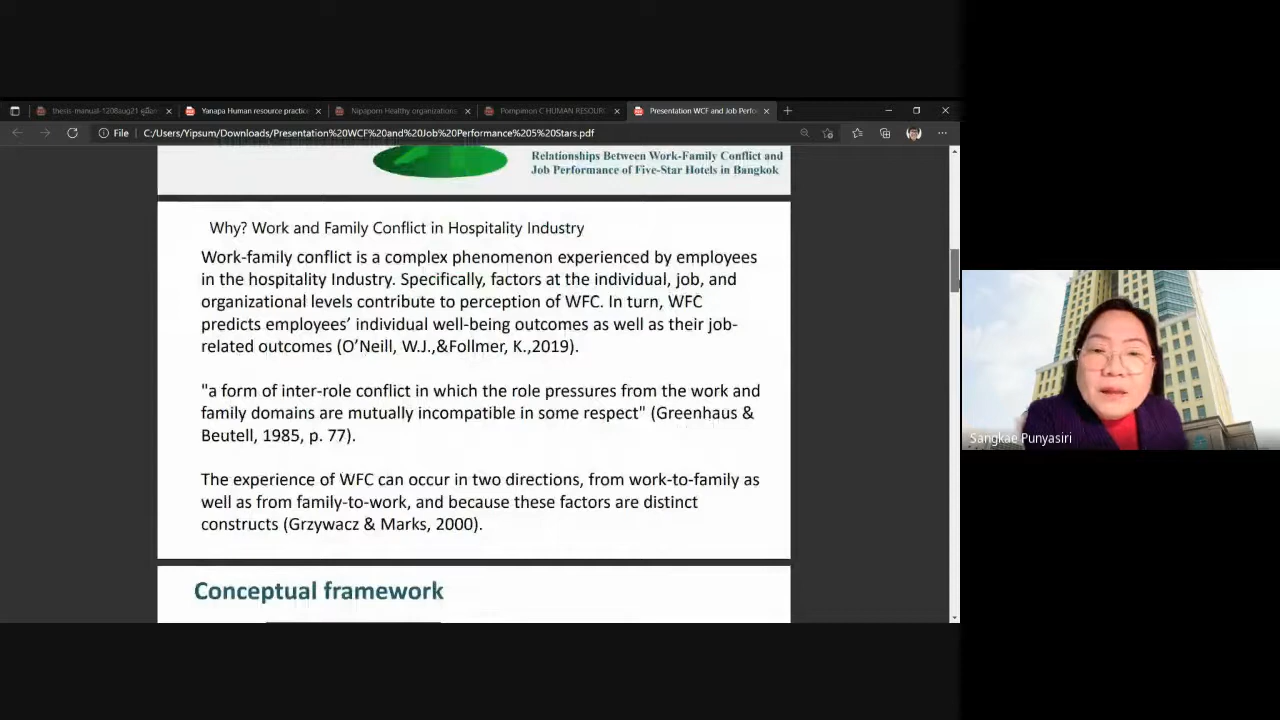 thesis-manual-1208aug21
Yanapa Human resource practic
Nipaporn Healthy organization
Pornpimon C HUMAN RESOUR
Presentation WCF and Job Perfo
File
C:/Users/Yipsum/Downloads/Presentation%20WCF%20and%20Job%20Performance%205%20Stars.pdf
Relationships Between Work-Family Conflict and
Job Performance of Five-Star Hotels in Bangkok
Why? Work and Family Conflict in Hospitality Industry
Work-family conflict is a complex phenomenon experienced by employees
in the hospitality Industry. Specifically, factors at the individual, job, and
organizational levels contribute to perception of WFC. In turn, WFC
predicts employees’ individual well-being outcomes as well as their job-
related outcomes (O’Neill, W.J.,&Follmer, K.,2019).
"a form of inter-role conflict in which the role pressures from the work and
family domains are mutually incompatible in some respect" (Greenhaus &
Beutell, 1985, p. 77).
The experience of WFC can occur in two directions, from work-to-family as
well as from family-to-work, and because these factors are distinct
constructs (Grzywacz & Marks, 2000).
Conceptual framework
Sangkae Punyasiri